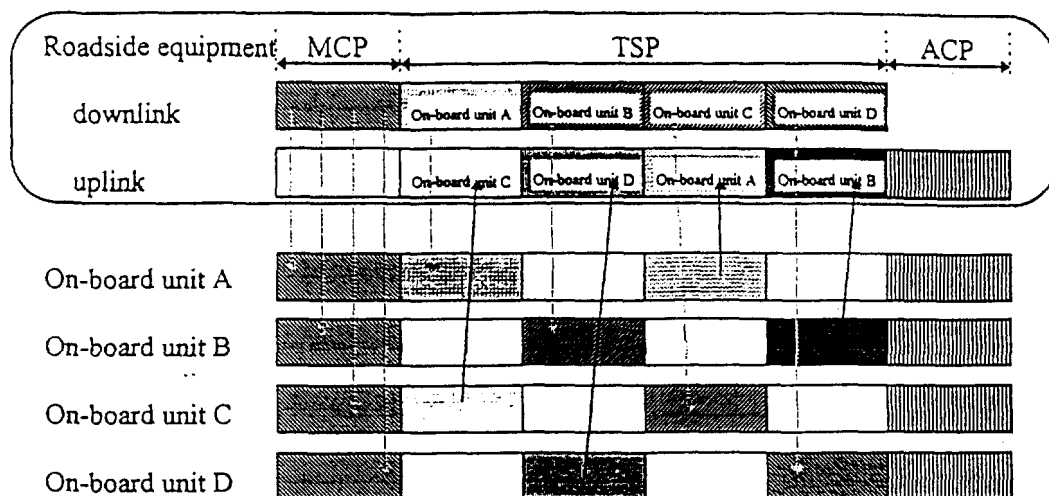 Roadside equipment MCP TSP ACP
downlink On-board unit A On-board unit B On-board unit C On-board unit D
uplink On-board unit C On-board unit D On-board unit A On-board unit B
On-board unit A
On-board unit B
On-board unit C
On-board unit D